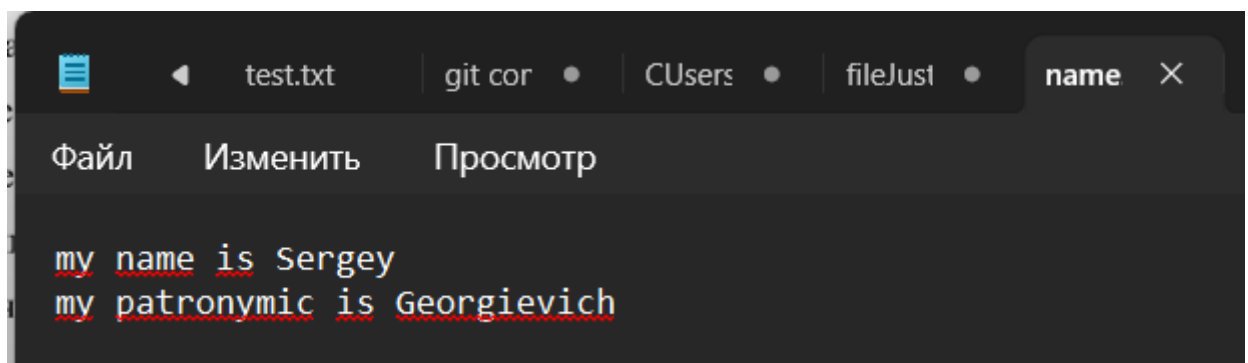 test.txt git cor CUsers fileJust name.
Файл Изменить Просмотр
my name is Sergey
my patronymic is Georgievich